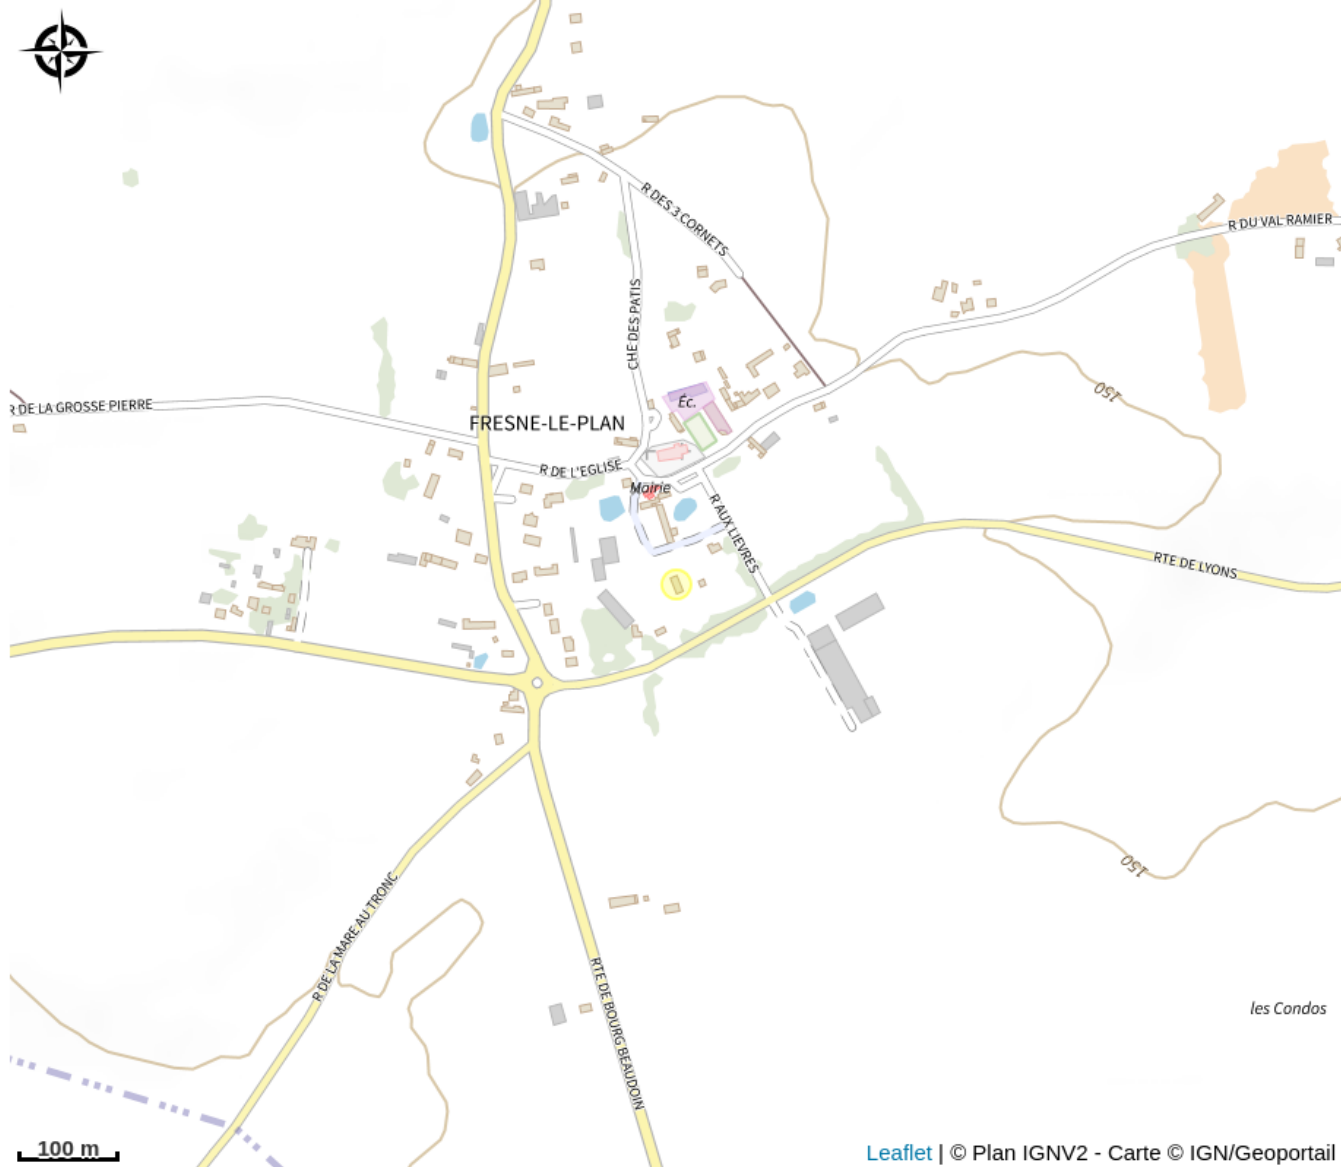 R DES 3 CORNETS
R DU VAL RAMIER
CHE DES PATIS
R DE LA GROSSE PIERRE
Éc.
150
FRESNE-LE-PLAN
R DE L'EGLISE
Mairie
R AUX LIEVRES
RTE DE LYONS
150
R DE LA MARE AU TRONC
RTE DE BOURG BEAUDOIN
les Condos
100 m
Leaflet | © Plan IGNV2 - Carte © IGN/Geoportail